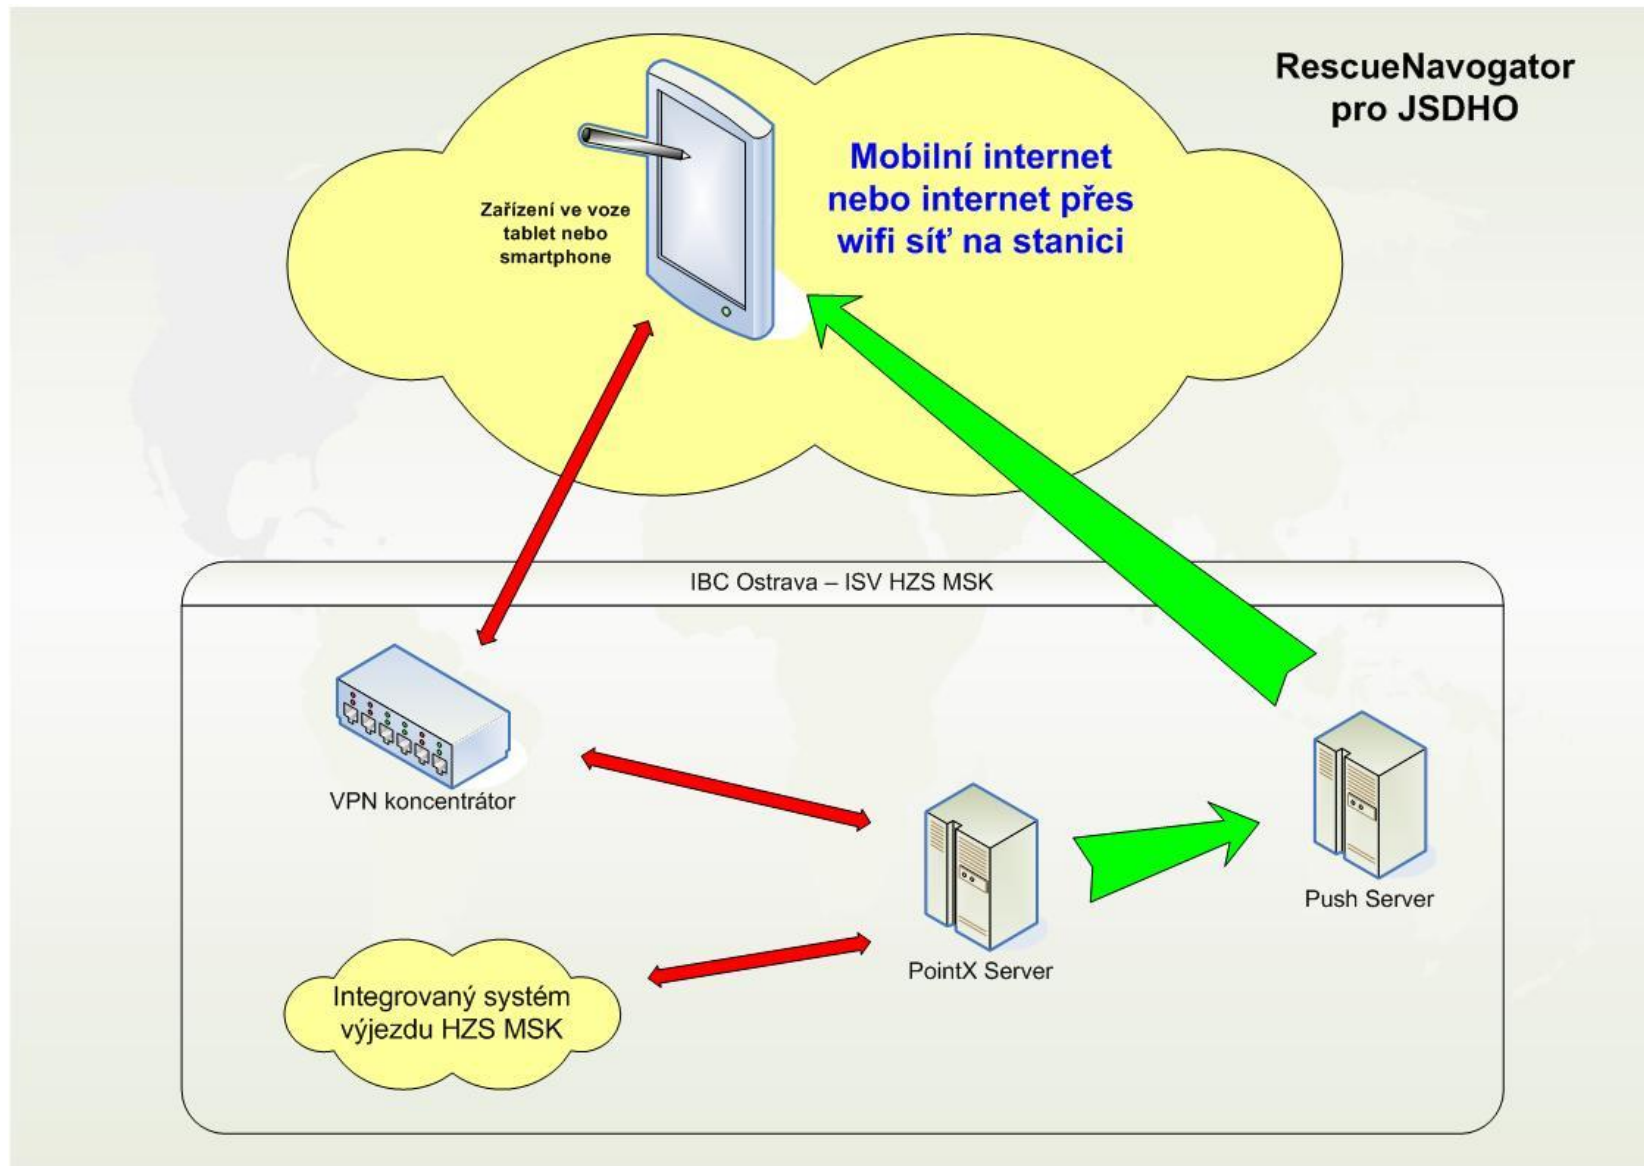 RescueNavogator
pro JSDHO
Mobilní internet
nebo internet přes
wifi síť na stanici
Zařízení ve voze
tablet nebo
smartphone
IBC Ostrava – ISV HZS MSK
VPN koncentrátor
Push Server
PointX Server
Integrovaný systém
výjezdu HZS MSK